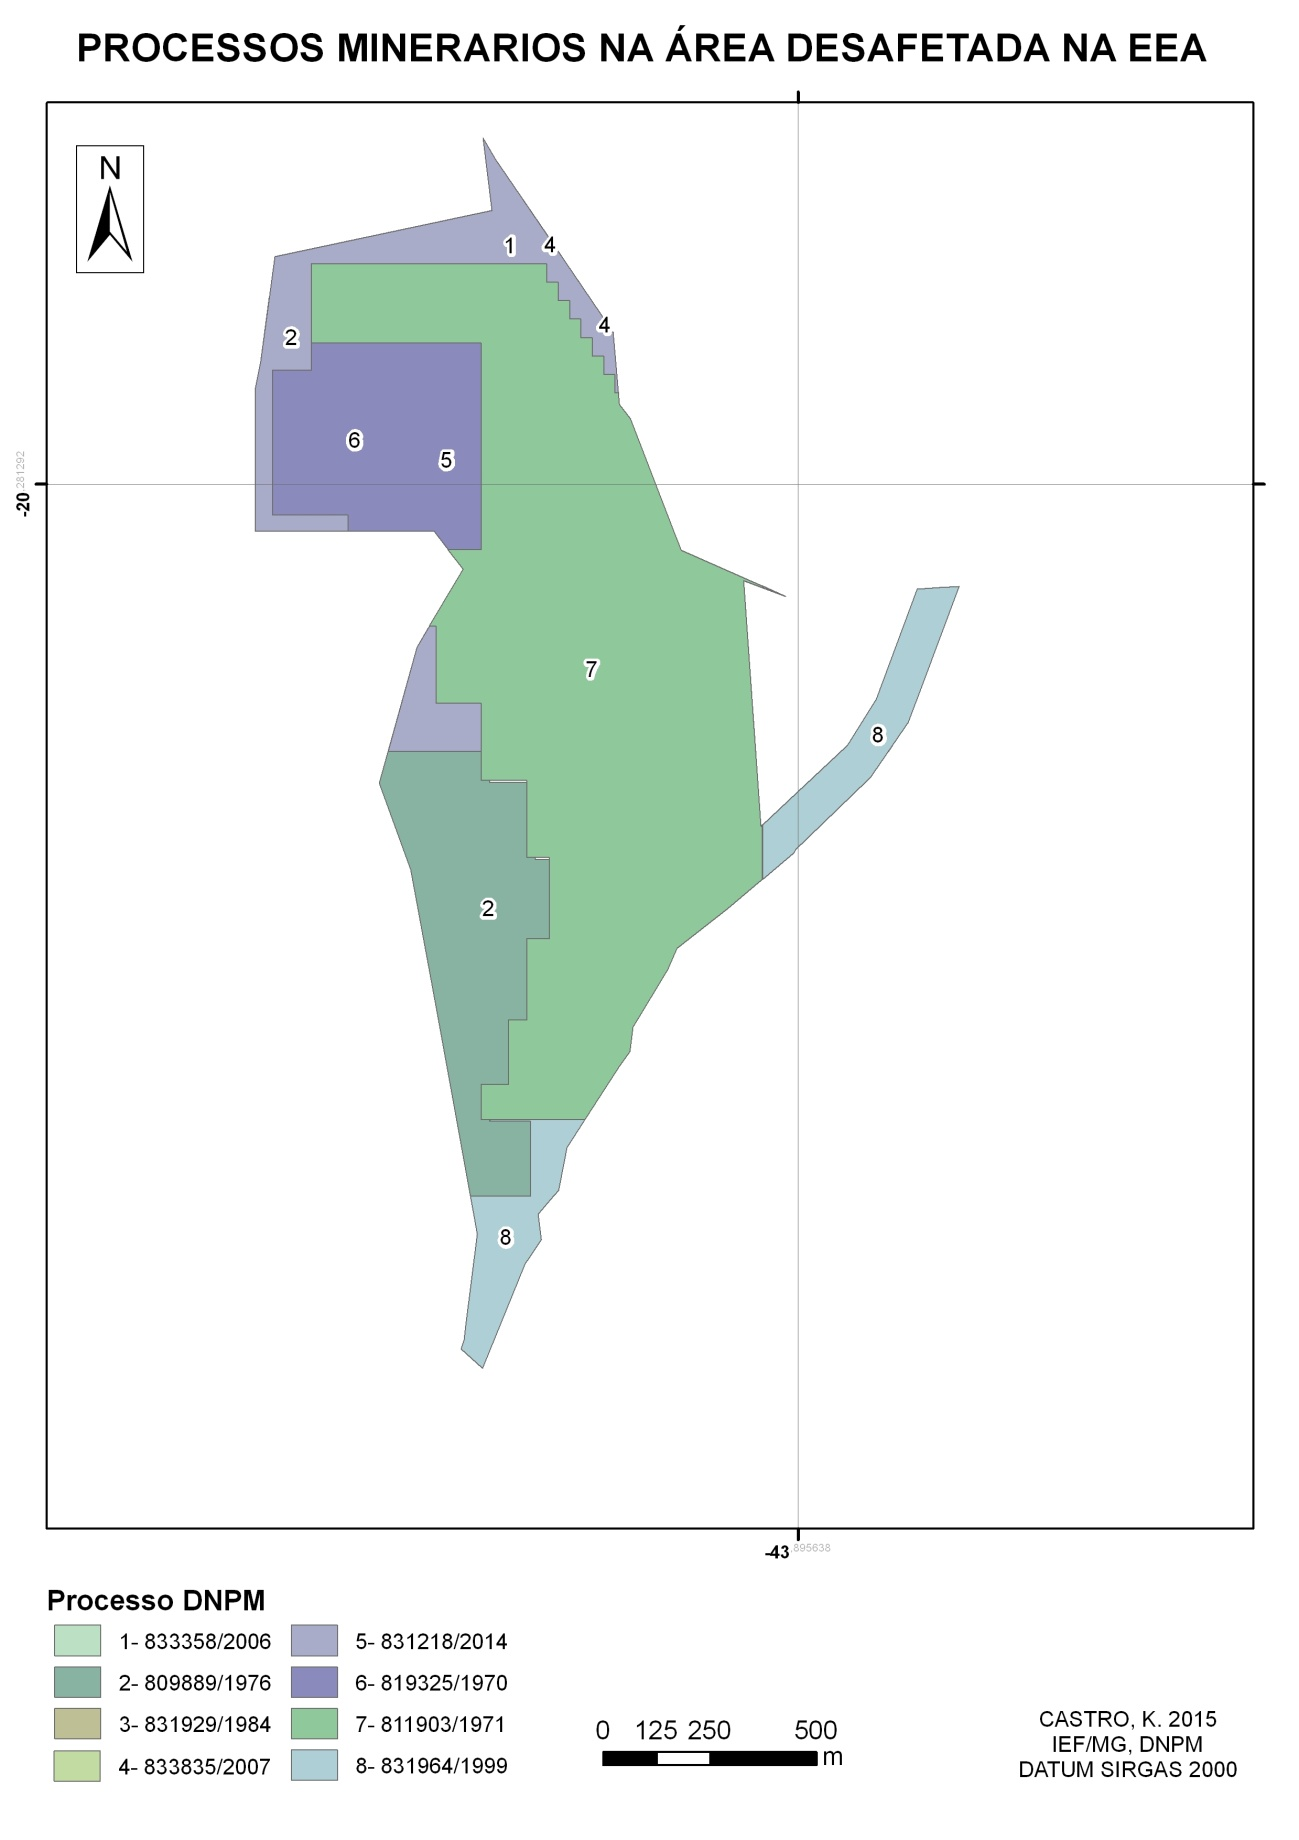 PROCESSOS MINERARIOS NA ÁREA DESAFETADA NA EEA
N
1
4
4
2
6
5
-20.281292
7
8
2
8
-43.895638
Processo DNPM
1- 833358/2006
2- 809889/1976
3- 831929/1984
4- 833835/2007
5- 831218/2014
6- 819325/1970
7- 811903/1971
8- 831964/1999
0 125 250 500 m
CASTRO, K. 2015
IEF/MG, DNPM
DATUM SIRGAS 2000